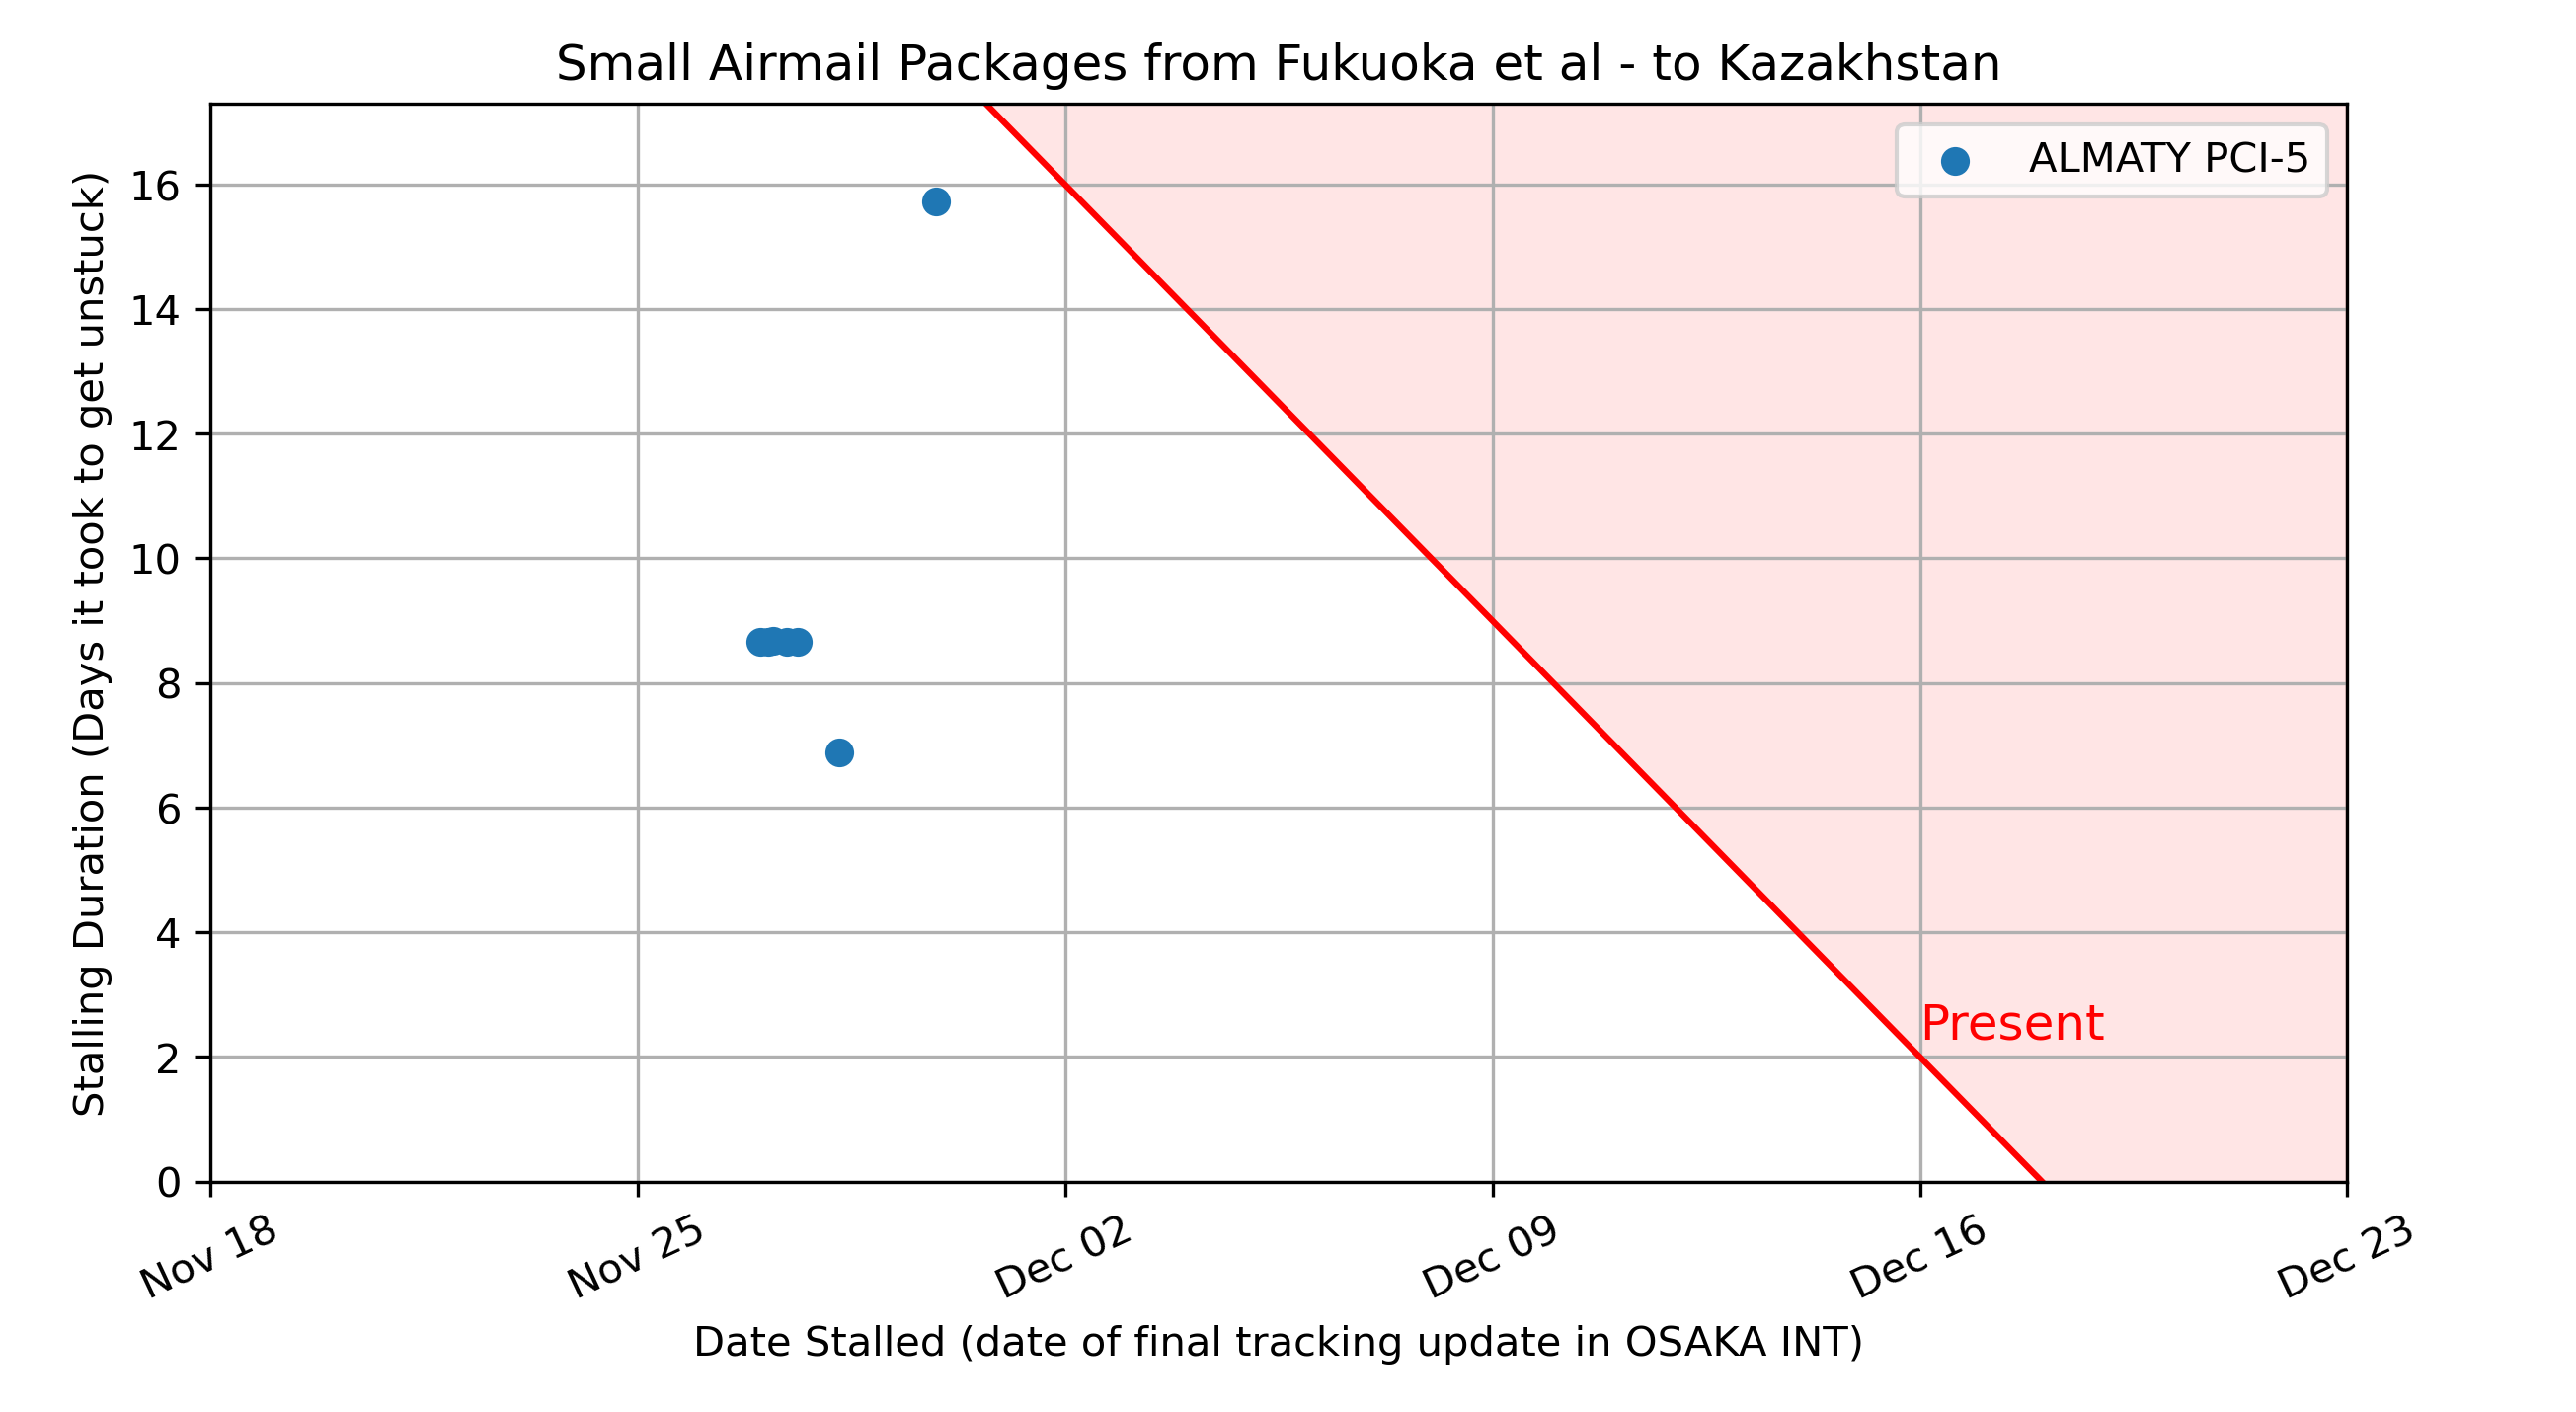 Small Airmail Packages from Fukuoka et al - to Kazakhstan
ALMATY PCI-5
Stalling Duration (Days it took to get unstuck)
16
14
12
10
8
6
4
2
0
Present
Nov 18
Nov 25
Dec 02
Dec 09
Dec 16
Dec 23
Date Stalled (date of final tracking update in OSAKA INT)